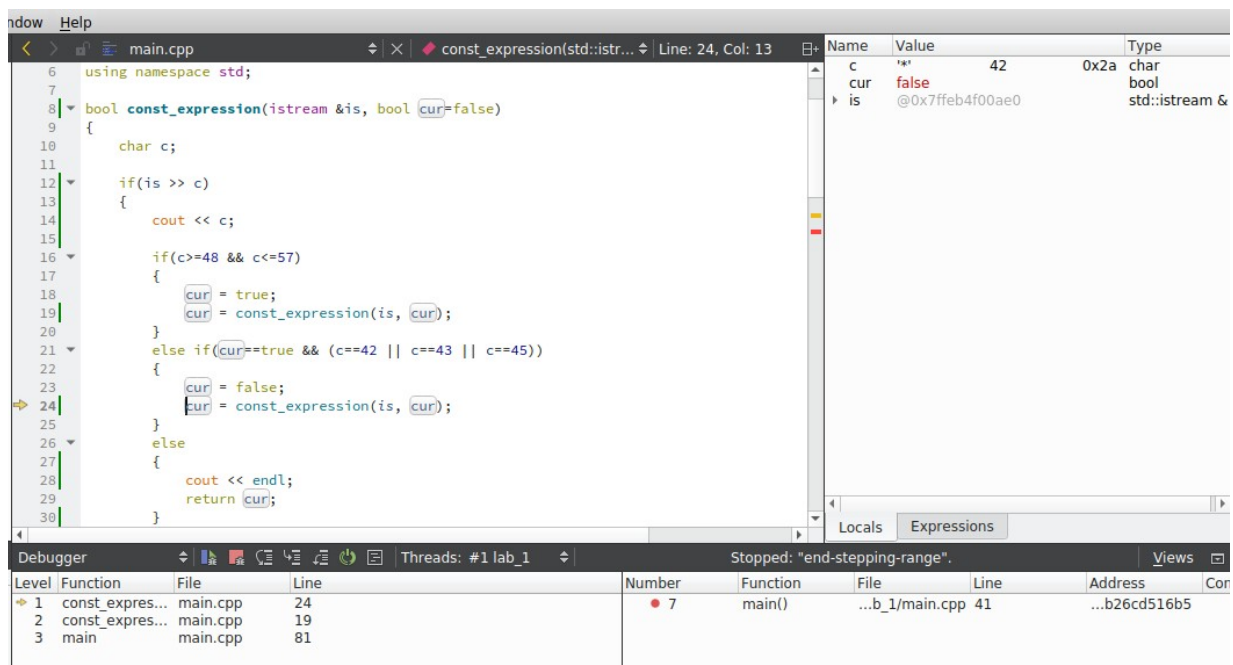 ndow Help
main.cpp const_expression(std::istr... Line: 24, Col: 13
6 using namespace std;
7
8 bool const_expression(istream &is, bool cur=false)
9 {
10 char c;
11
12 if(is >> c)
13 {
14 cout << c;
15
16 if(c>=48 && c<=57)
17 {
18 cur = true;
19 cur = const_expression(is, cur);
20 }
21 else if(cur==true && (c==42 || c==43 || c==45))
22 {
23 cur = false;
24 cur = const_expression(is, cur);
25 }
26 else
27 {
28 cout << endl;
29 return cur;
30 }
Name Value Type
c '*' 42 0x2a char
cur false bool
is @0x7ffeb4f00ae0 std::istream &
Locals Expressions
Debugger Threads: #1 lab_1 Stopped: "end-stepping-range". Views
Level Function File Line
1 const_expres... main.cpp 24
2 const_expres... main.cpp 19
3 main main.cpp 81
Number Function File Line Address Con
7 main() ...b_1/main.cpp 41 ...b26cd516b5